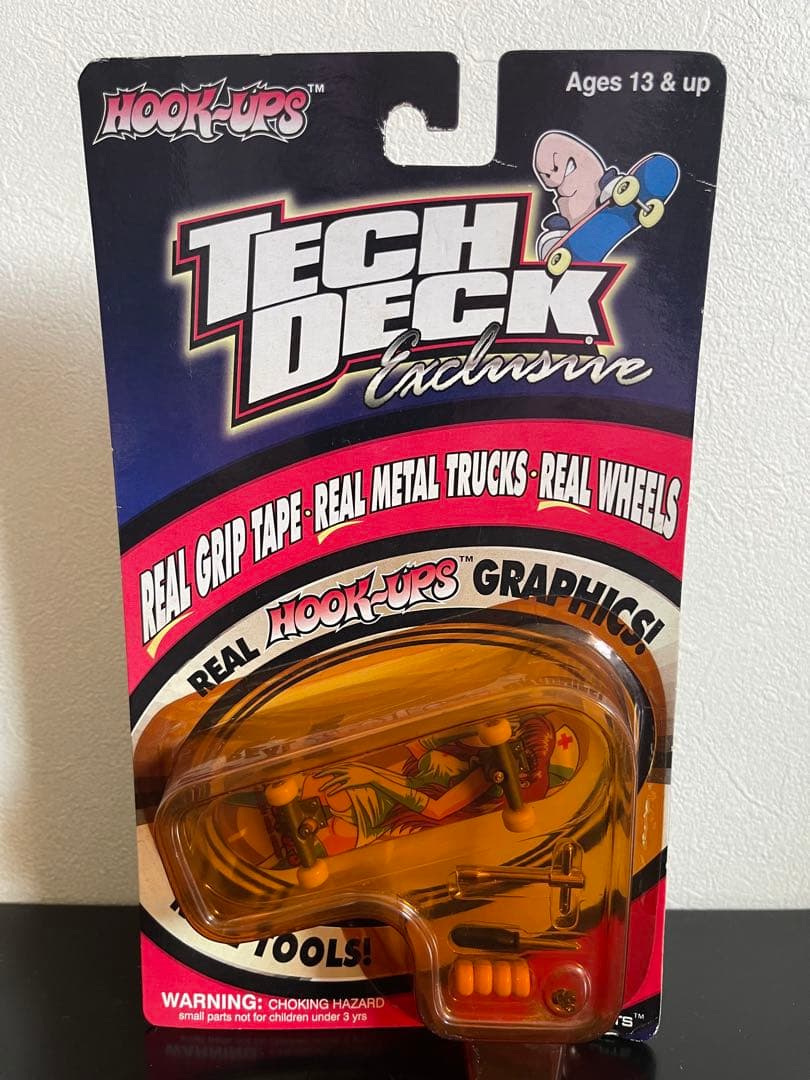 HOOK-UPS™
Ages 13 & up
TECH
DECK
Exclusive
REAL GRIP TAPE · REAL METAL TRUCKS · REAL WHEELS
REAL HOOK-UPS™ GRAPHICS!
TOOLS!
WARNING: CHOKING HAZARD
small parts not for children under 3 yrs